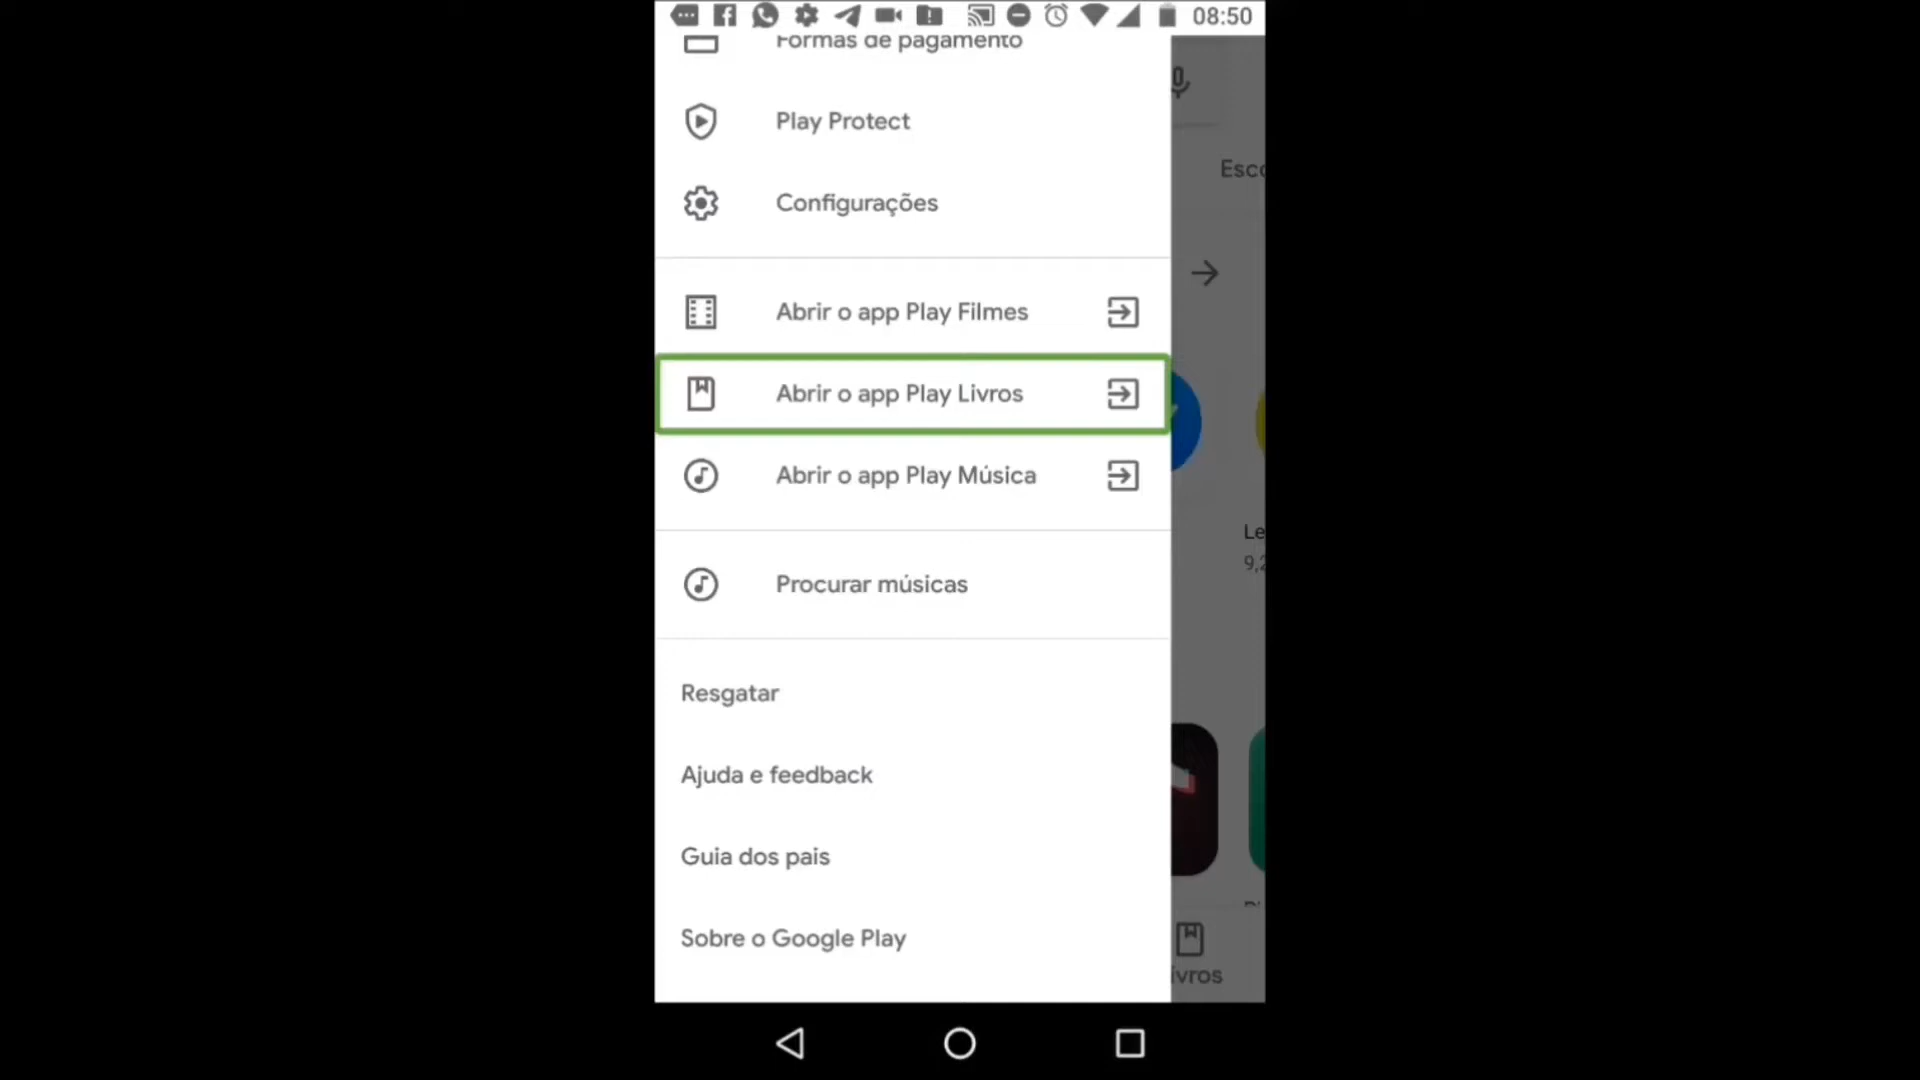 08:50
Formas de pagamento
Play Protect
Configurações
Esco
Abrir o app Play Filmes
Abrir o app Play Livros
Abrir o app Play Música
Le
9,2
Procurar músicas
Resgatar
Ajuda e feedback
Guia dos pais
Sobre o Google Play
ivros